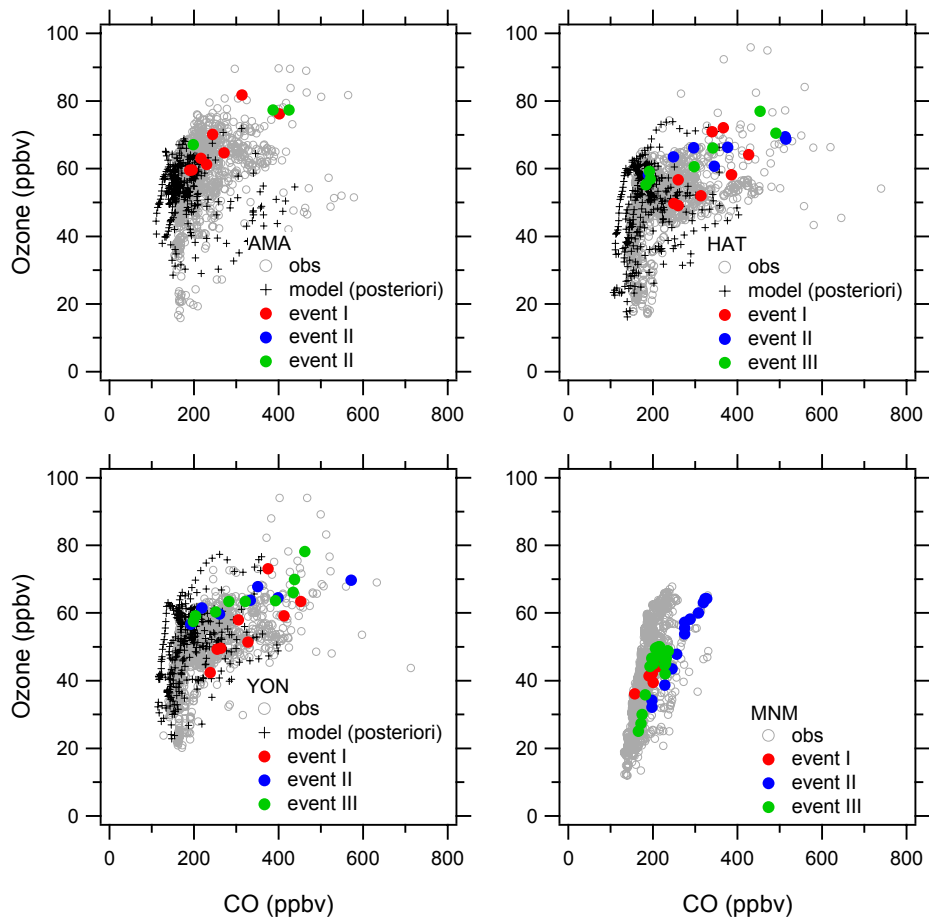 100
80
60
40
20
0
Ozone (ppbv)
AMA
obs
model (posteriori)
event I
event II
event II
0 200 400 600 800
100
80
60
40
20
0
HAT
obs
model (posteriori)
event I
event II
event III
0 200 400 600 800
100
80
60
40
20
0
Ozone (ppbv)
YON
obs
model (posteriori)
event I
event II
event III
0 200 400 600 800
CO (ppbv)
100
80
60
40
20
0
MNM
obs
event I
event II
event III
0 200 400 600 800
CO (ppbv)